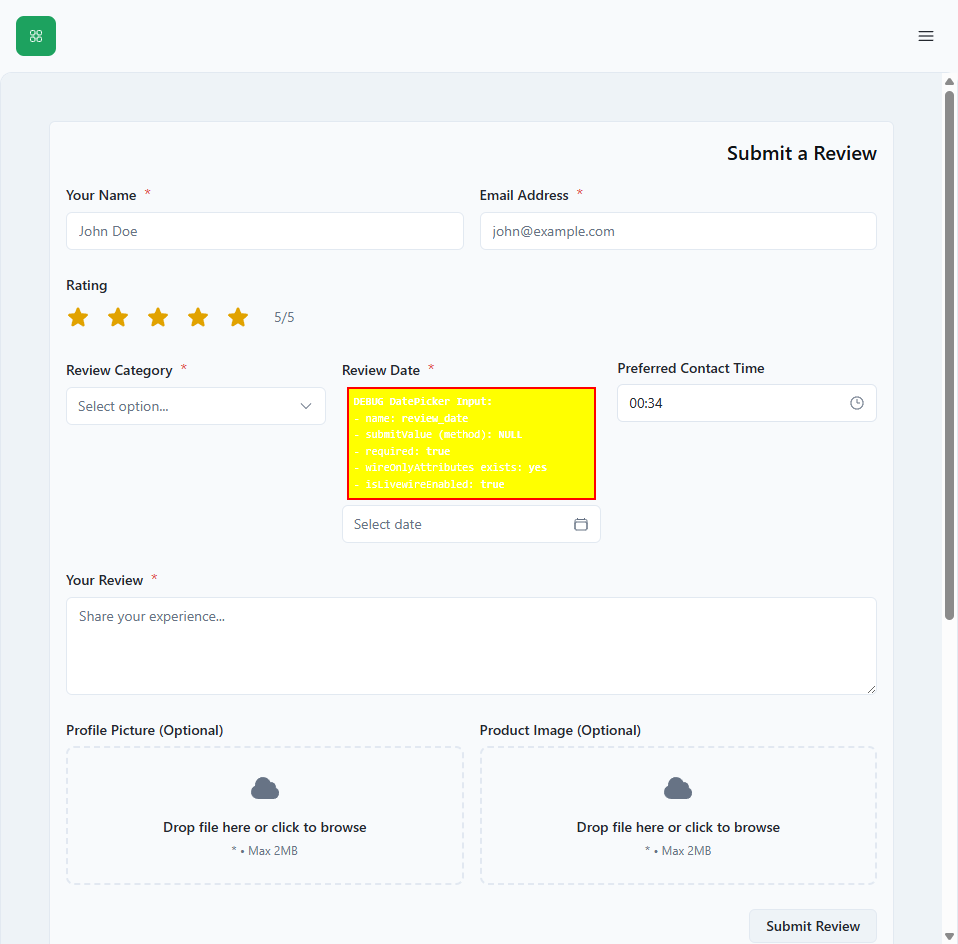 Submit a Review
Your Name *
Email Address *
John Doe
john@example.com
Rating
5/5
Review Category *
Review Date *
Preferred Contact Time
Select option...
DEBUG DatePicker Input:
- name: review_date
- submitValue (method): NULL
- required: true
- wireOnlyAttributes exists: yes
- isLivewireEnabled: true
00:34
Select date
Your Review *
Share your experience...
Profile Picture (Optional)
Product Image (Optional)
Drop file here or click to browse
* • Max 2MB
Drop file here or click to browse
* • Max 2MB
Submit Review